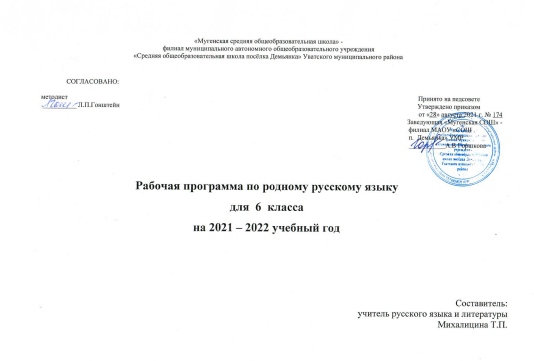 «Мугенская средняя общеобразовательная школа» -
филиал муниципального автономного общеобразовательного учреждения
«Средняя общеобразовательная школа посёлка Демьянка» Уватского муниципального района
СОГЛАСОВАНО:
методист
Л.П.Гонштейн
Принято на педсовете
Утверждено приказом
от «28» августа 2021 г. № 174
Заведующая «Мугенская СОШ» -
филиал МАОУ «СОШ
п. Демьянка» УМР
Рабочая программа по родному русскому языку
для 6 класса
на 2021 – 2022 учебный год
Составитель:
учитель русского языка и литературы
Михалицина Т.П.